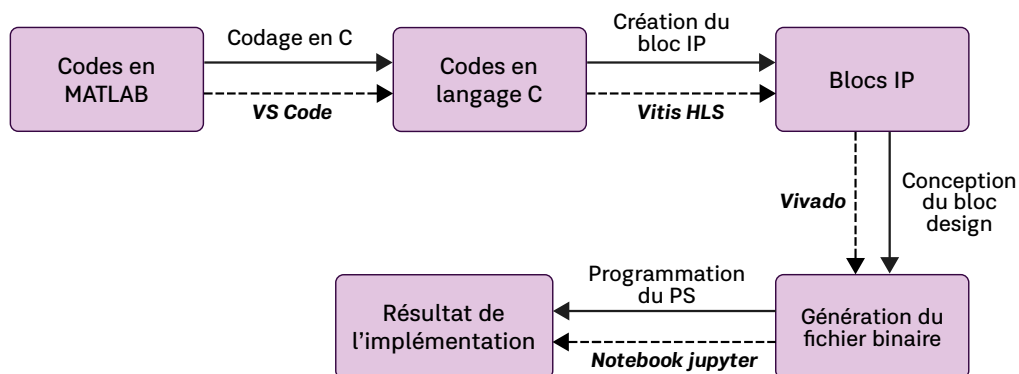 Codes en
MATLAB
Codage en C
VS Code
Codes en
langage C
Création du
bloc IP
Vitis HLS
Blocs IP
Vivado
Conception
du bloc
design
Génération du
fichier binaire
Programmation
du PS
Notebook jupyter
Résultat de
l'implémentation